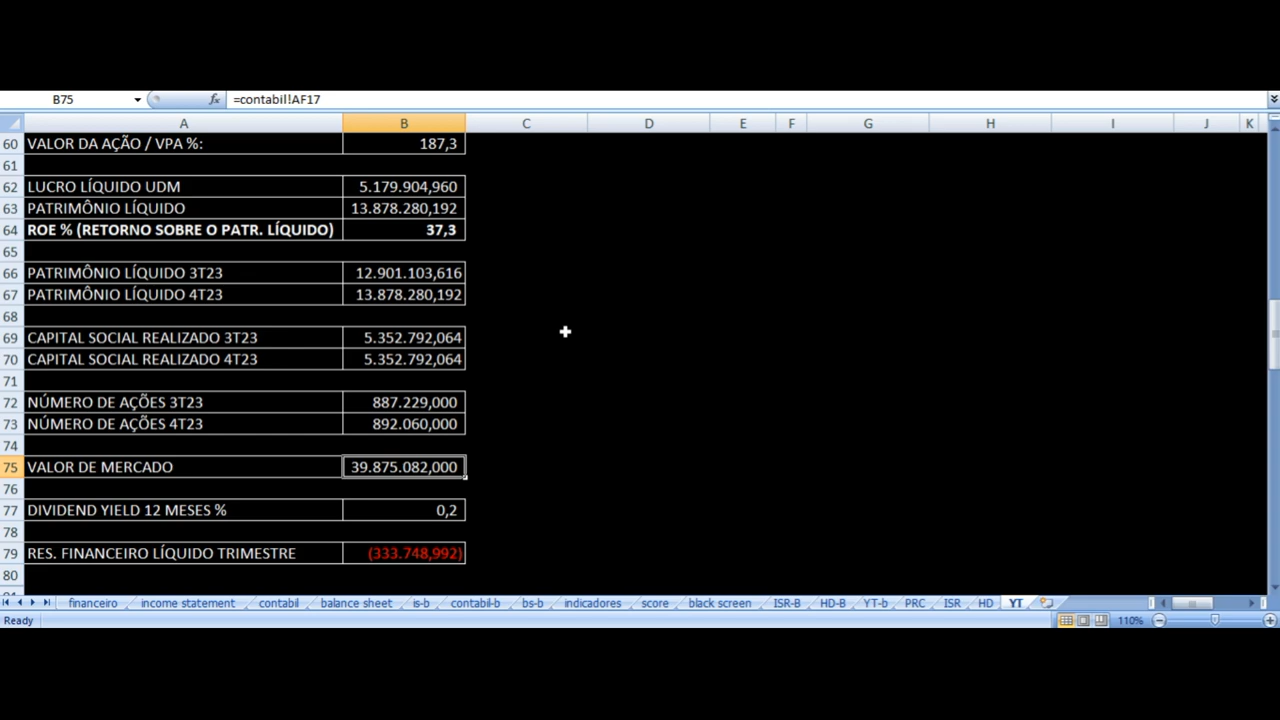 B75 fx =contabil!AF17
A B C D E F G H I J K
60 VALOR DA AÇÃO / VPA %: 187,3
61
62 LUCRO LÍQUIDO UDM 5.179.904,960
63 PATRIMÔNIO LÍQUIDO 13.878.280,192
64 ROE % (RETORNO SOBRE O PATR. LÍQUIDO) 37,3
65
66 PATRIMÔNIO LÍQUIDO 3T23 12.901.103,616
67 PATRIMÔNIO LÍQUIDO 4T23 13.878.280,192
68
69 CAPITAL SOCIAL REALIZADO 3T23 5.352.792,064
70 CAPITAL SOCIAL REALIZADO 4T23 5.352.792,064
71
72 NÚMERO DE AÇÕES 3T23 887.229,000
73 NÚMERO DE AÇÕES 4T23 892.060,000
74
75 VALOR DE MERCADO 39.875.082,000
76
77 DIVIDEND YIELD 12 MESES % 0,2
78
79 RES. FINANCEIRO LÍQUIDO TRIMESTRE (333.748,992)
80
financeiro income statement contabil balance sheet is-b contabil-b bs-b indicadores score black screen ISR-B HD-B YT-b PRC ISR HD YT
Ready 110%